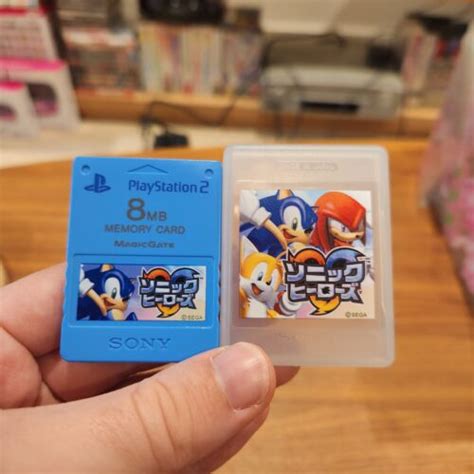 PlayStation 2
8MB
MEMORY CARD
MAGICGATE
ソニック
ヒーローズ
©SEGA
SONY
ソニック
ヒーローズ
©SEGA